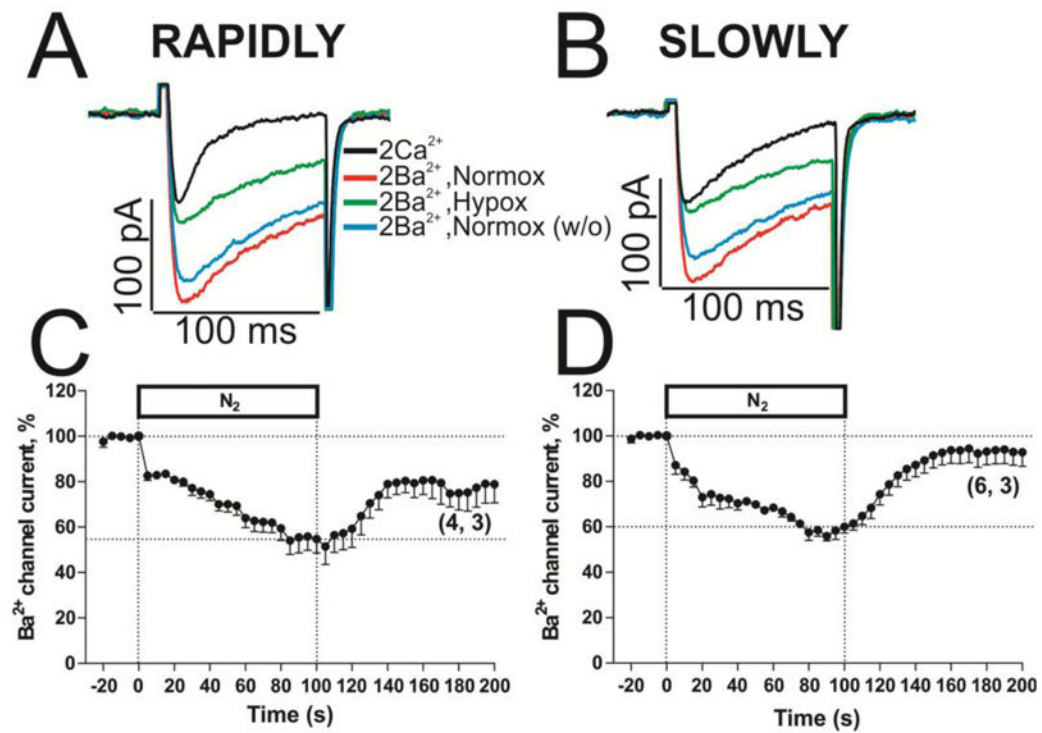 A RAPIDLY
B SLOWLY
2Ca²⁺
2Ba²⁺,Normox
2Ba²⁺,Hypox
2Ba²⁺,Normox (w/o)
100 pA
100 ms
100 pA
100 ms
C
Ba²⁺ channel current, %
120
100
80
60
40
20
0
N₂
(4, 3)
-20 0 20 40 60 80 100 120 140 160 180 200
Time (s)
D
Ba²⁺ channel current, %
120
100
80
60
40
20
0
N₂
(6, 3)
-20 0 20 40 60 80 100 120 140 160 180 200
Time (s)